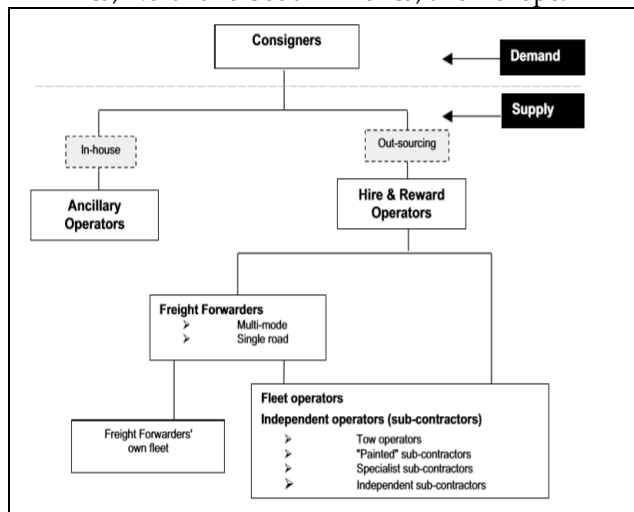 Consigners
Demand
Supply
In-house
Out-sourcing
Ancillary
Operators
Hire & Reward
Operators
Freight Forwarders
➢ Multi-mode
➢ Single road
Freight Forwarders'
own fleet
Fleet operators
Independent operators (sub-contractors)
➢ Tow operators
➢ "Painted" sub-contractors
➢ Specialist sub-contractors
➢ Independent sub-contractors